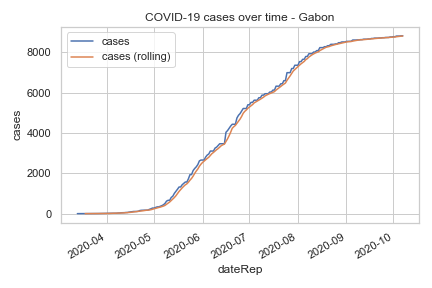 COVID-19 cases over time - Gabon
cases
cases (rolling)
8000
6000
4000
2000
0
cases
2020-04
2020-05
2020-06
2020-07
2020-08
2020-09
2020-10
dateRep